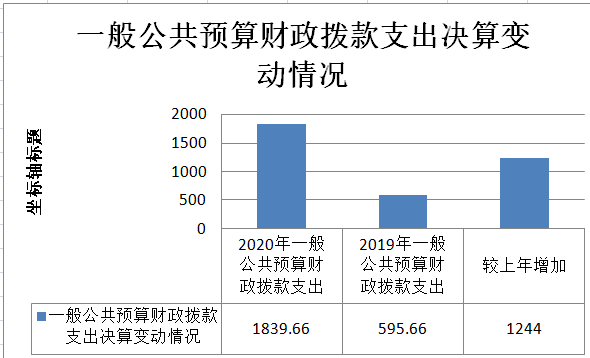 一般公共预算财政拨款支出决算变
动情况
坐标轴标题
2000
1500
1000
500
0
2020年一般
公共预算财
政拨款支出
2019年一般
公共预算财
政拨款支出
较上年增加
一般公共预算财政拨款
支出决算变动情况
1839.66
595.66
1244